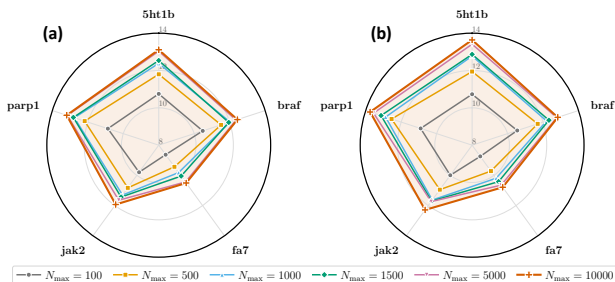 (a)
5ht1b
14
12
10
8
braf
fa7
jak2
parp1
(b)
5ht1b
14
12
10
8
braf
fa7
jak2
parp1
N_max = 100 N_max = 500 N_max = 1000 N_max = 1500 N_max = 5000 N_max = 10000